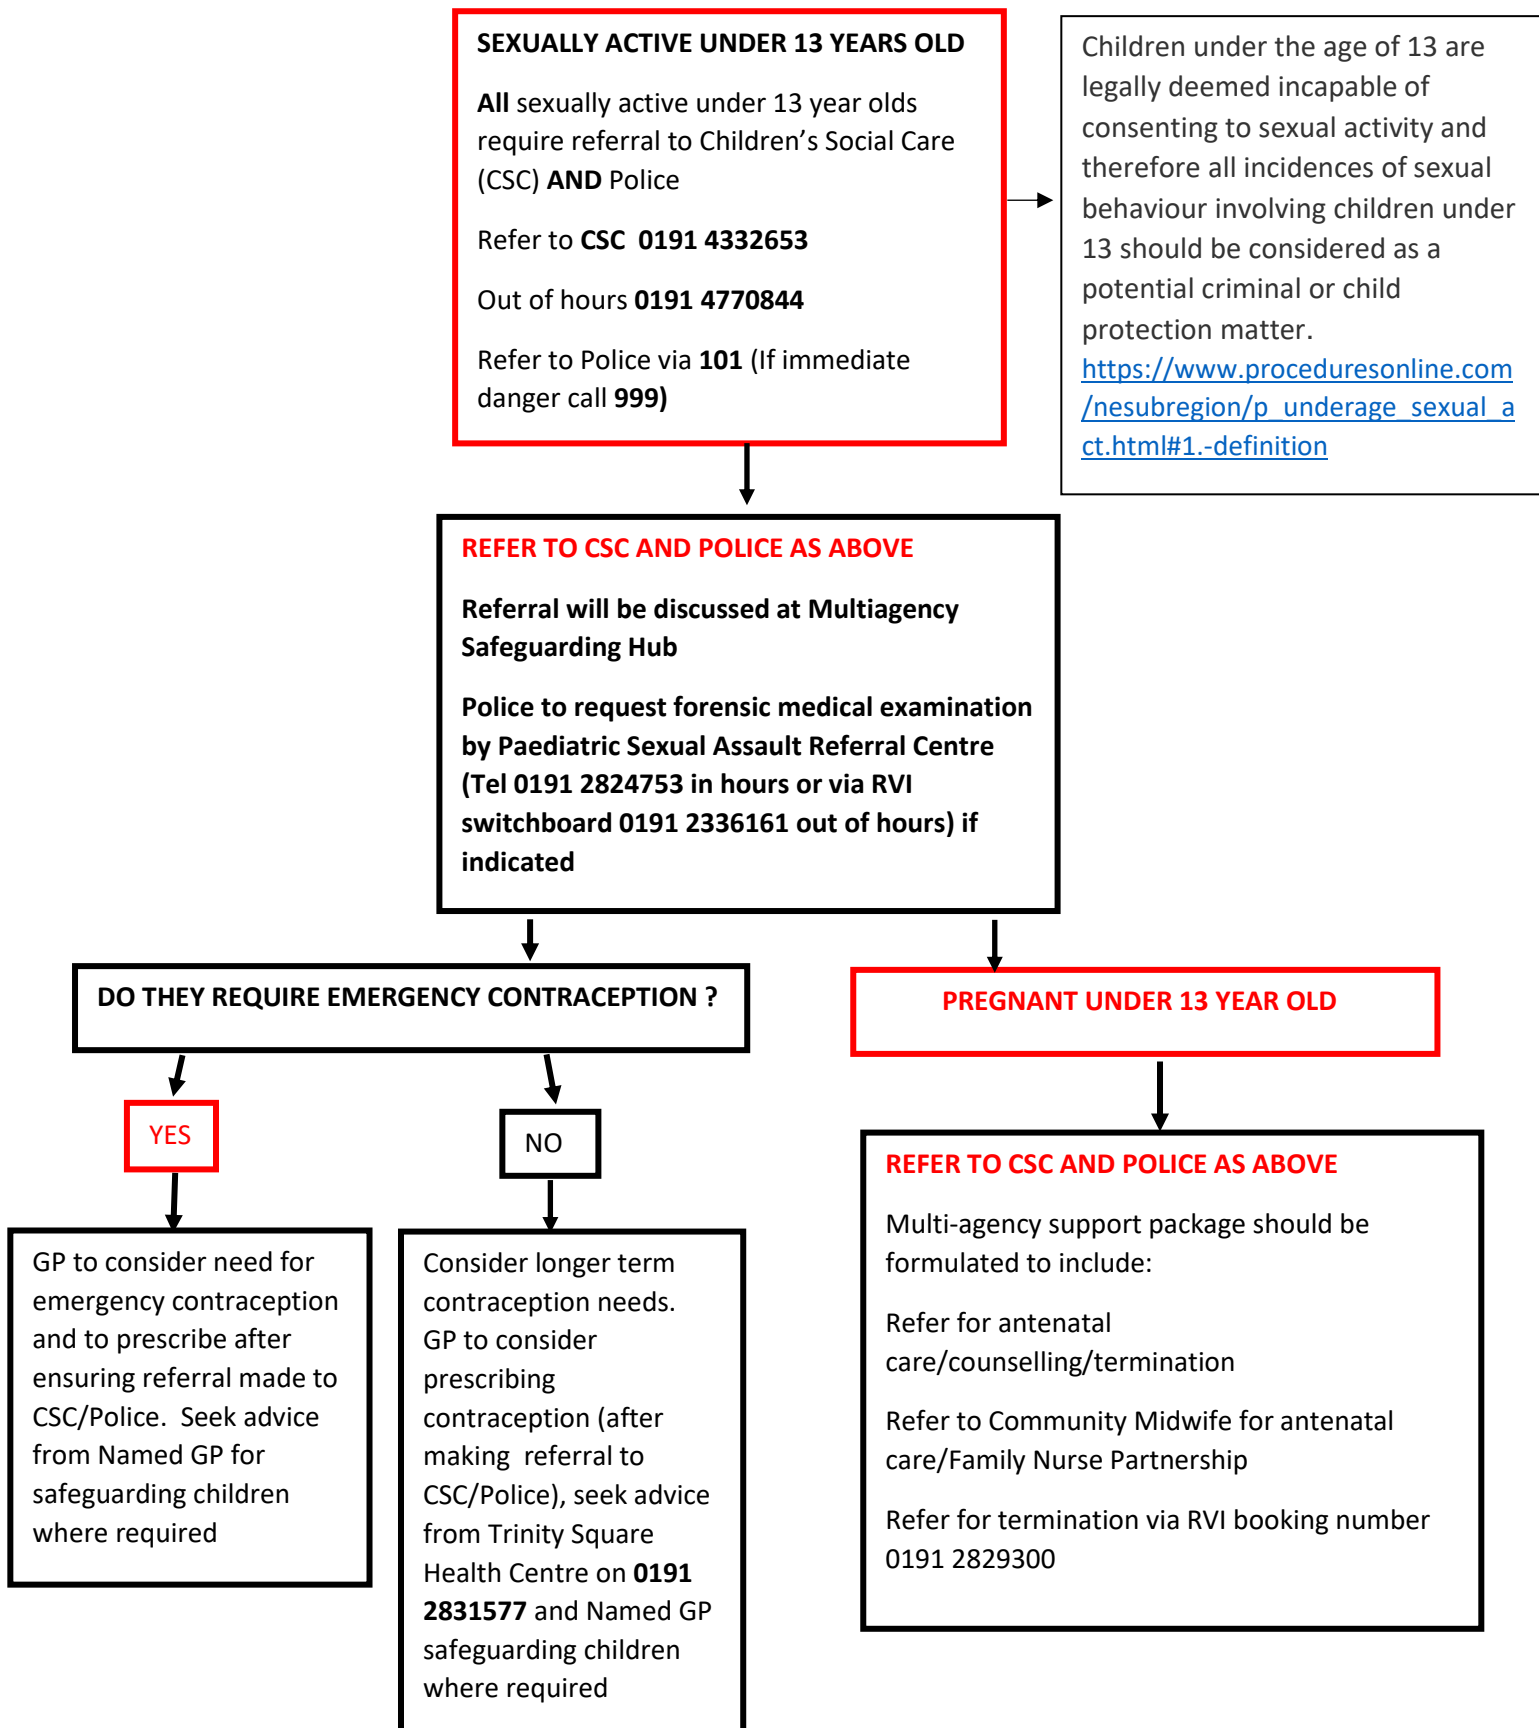 SEXUALLY ACTIVE UNDER 13 YEARS OLD
All sexually active under 13 year olds
require referral to Children’s Social Care
(CSC) AND Police
Refer to CSC  0191 4332653
Out of hours 0191 4770844
Refer to Police via 101 (If immediate
danger call 999)
Children under the age of 13 are
legally deemed incapable of
consenting to sexual activity and
therefore all incidences of sexual
behaviour involving children under
13 should be considered as a
potential criminal or child
protection matter.
https://www.proceduresonline.com
/nesubregion/p_underage_sexual_a
ct.html#1.-definition
REFER TO CSC AND POLICE AS ABOVE
Referral will be discussed at Multiagency
Safeguarding Hub
Police to request forensic medical examination
by Paediatric Sexual Assault Referral Centre
(Tel 0191 2824753 in hours or via RVI
switchboard 0191 2336161 out of hours) if
indicated
DO THEY REQUIRE EMERGENCY CONTRACEPTION ?
YES
NO
GP to consider need for
emergency contraception
and to prescribe after
ensuring referral made to
CSC/Police.  Seek advice
from Named GP for
safeguarding children
where required
Consider longer term
contraception needs.
GP to consider
prescribing
contraception (after
making  referral to
CSC/Police), seek advice
from Trinity Square
Health Centre on 0191
2831577 and Named GP
safeguarding children
where required
PREGNANT UNDER 13 YEAR OLD
REFER TO CSC AND POLICE AS ABOVE
Multi-agency support package should be
formulated to include:
Refer for antenatal
care/counselling/termination
Refer to Community Midwife for antenatal
care/Family Nurse Partnership
Refer for termination via RVI booking number
0191 2829300